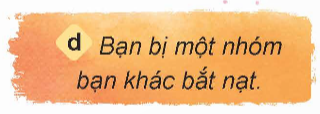 d Bạn bị một nhóm
bạn khác bắt nạt.